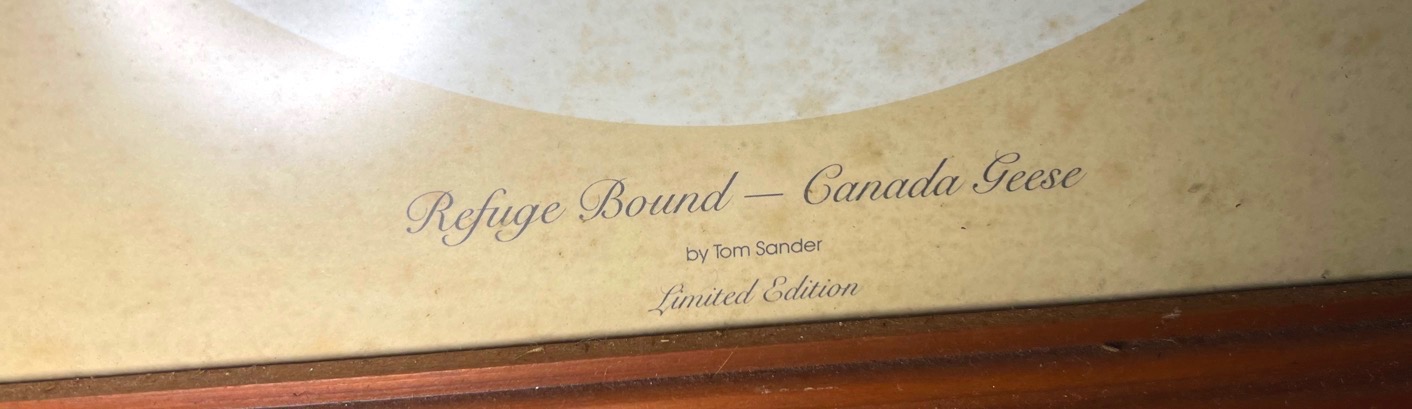 Refuge Bound — Canada Geese
by Tom Sander
Limited Edition